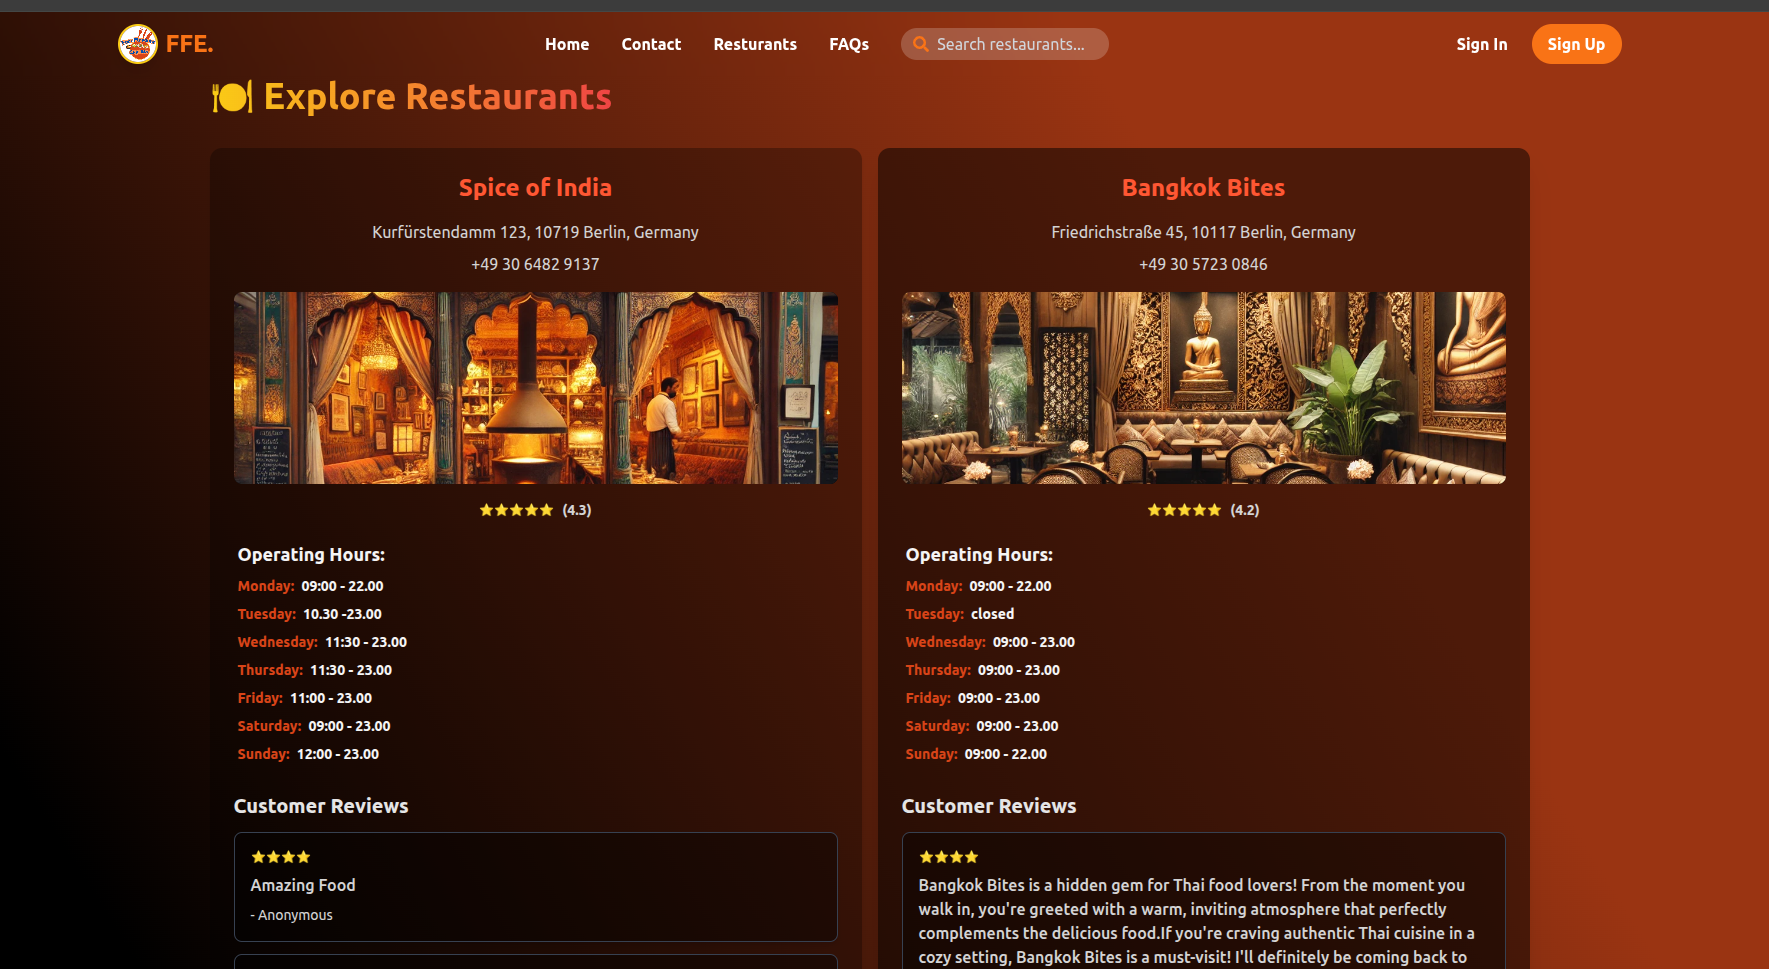 FFE.
Home
Contact
Resturants
FAQs
Search restaurants...
Sign In
Sign Up
🍽️ Explore Restaurants
Spice of India
Kurfürstendamm 123, 10719 Berlin, Germany
+49 30 6482 9137
⭐⭐⭐⭐⭐ (4.3)
Operating Hours:
Monday: 09:00 - 22.00
Tuesday: 10.30 -23.00
Wednesday: 11:30 - 23.00
Thursday: 11:30 - 23.00
Friday: 11:00 - 23.00
Saturday: 09:00 - 23.00
Sunday: 12:00 - 23.00
Customer Reviews
⭐⭐⭐⭐
Amazing Food
- Anonymous
Bangkok Bites
Friedrichstraße 45, 10117 Berlin, Germany
+49 30 5723 0846
⭐⭐⭐⭐⭐ (4.2)
Operating Hours:
Monday: 09:00 - 22.00
Tuesday: closed
Wednesday: 09:00 - 23.00
Thursday: 09:00 - 23.00
Friday: 09:00 - 23.00
Saturday: 09:00 - 23.00
Sunday: 09:00 - 22.00
Customer Reviews
⭐⭐⭐⭐
Bangkok Bites is a hidden gem for Thai food lovers! From the moment you
walk in, you're greeted with a warm, inviting atmosphere that perfectly
complements the delicious food.If you're craving authentic Thai cuisine in a
cozy setting, Bangkok Bites is a must-visit! I'll definitely be coming back to